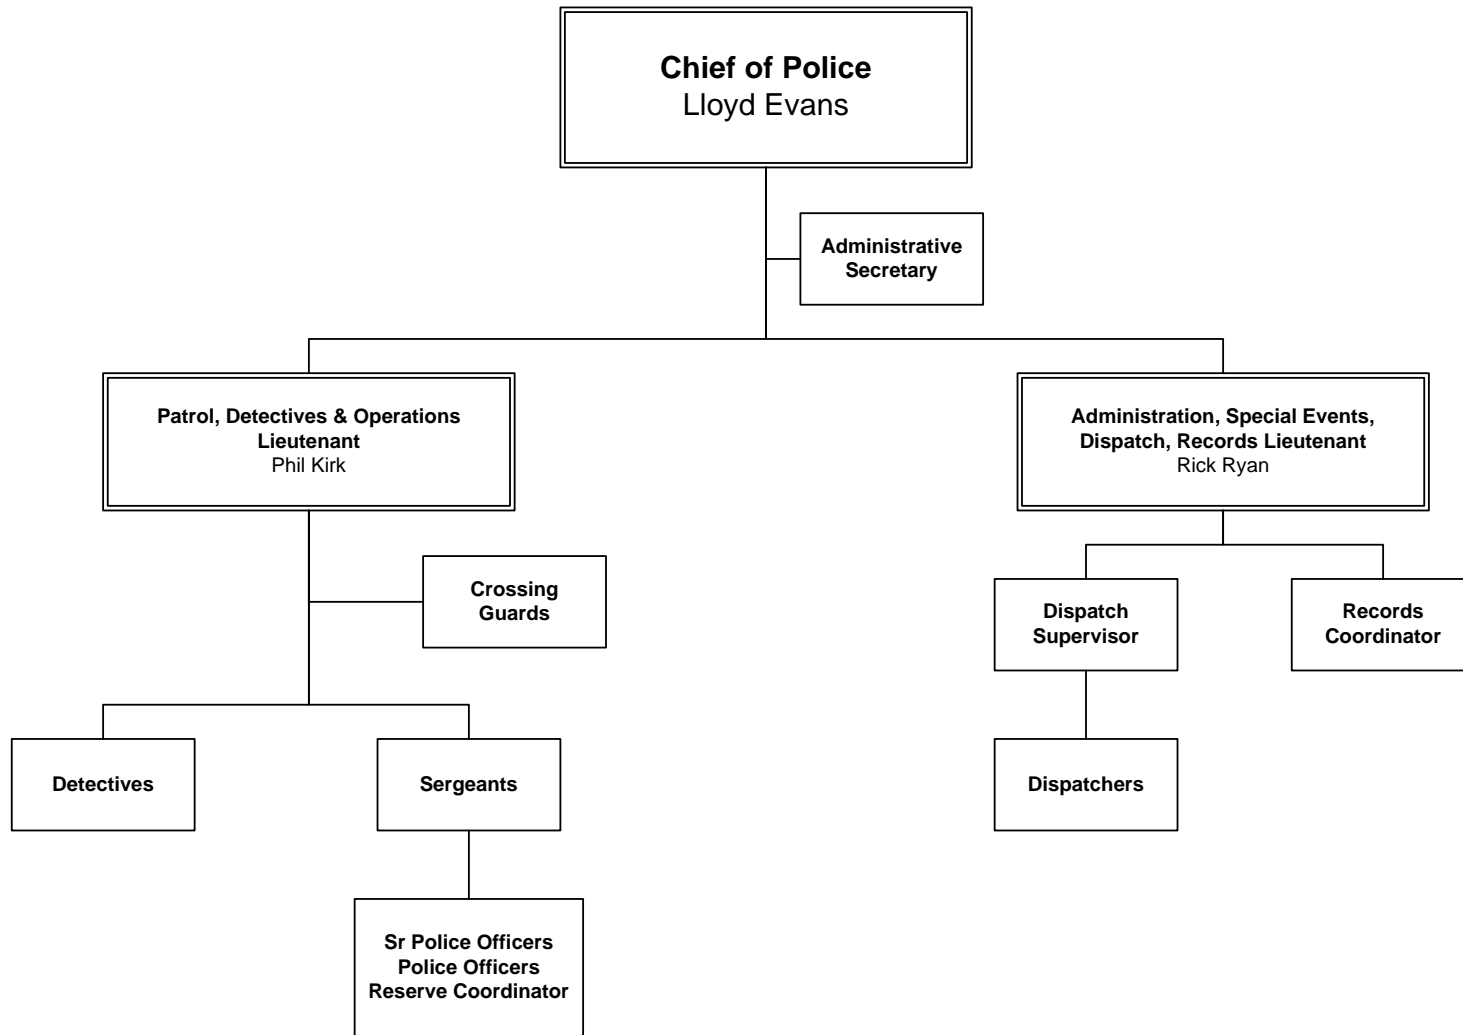 Chief of Police
Lloyd Evans
Administrative
Secretary
Patrol, Detectives & Operations
Lieutenant
Phil Kirk
Administration, Special Events,
Dispatch, Records Lieutenant
Rick Ryan
Crossing
Guards
Dispatch
Supervisor
Records
Coordinator
Detectives
Sergeants
Dispatchers
Sr Police Officers
Police Officers
Reserve Coordinator